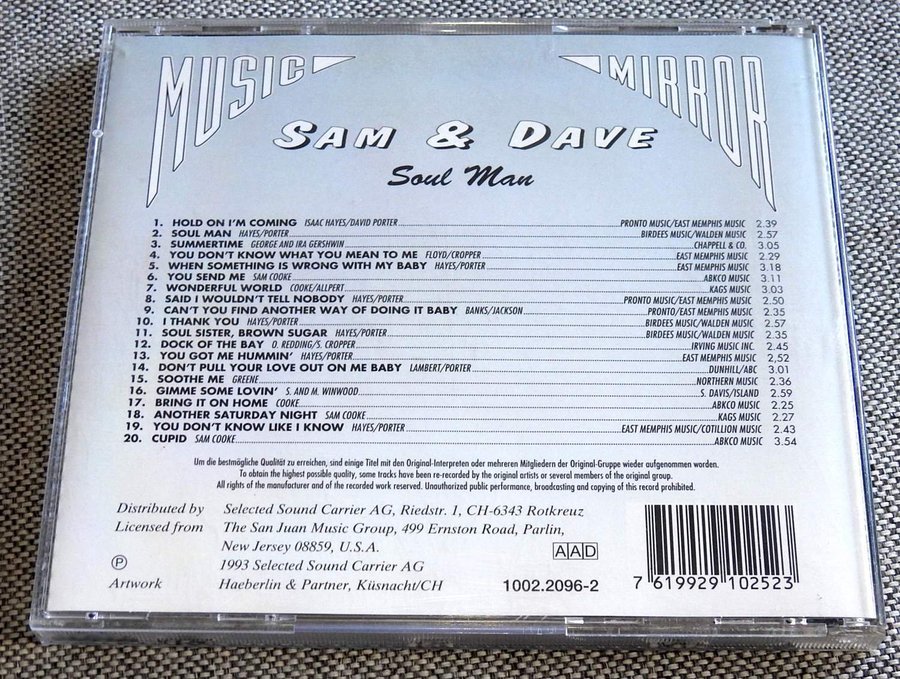 MUSIC MIRROR
SAM & DAVE
Soul Man
1. HOLD ON I'M COMING ISAAC HAYES/DAVID PORTER PRONTO MUSIC/EAST MEMPHIS MUSIC 2.39
2. SOUL MAN HAYES/PORTER BIRDEES MUSIC/WALDEN MUSIC 2.57
3. SUMMERTIME GEORGE AND IRA GERSHWIN CHAPPELL & CO. 3.05
4. YOU DON'T KNOW WHAT YOU MEAN TO ME FLOYD/CROPPER EAST MEMPHIS MUSIC 2.29
5. WHEN SOMETHING IS WRONG WITH MY BABY HAYES/PORTER EAST MEMPHIS MUSIC 3.18
6. YOU SEND ME SAM COOKE ABKCO MUSIC 3.11
7. WONDERFUL WORLD COOKE/ALLPERT KAGS MUSIC 3.03
8. SAID I WOULDN'T TELL NOBODY HAYES/PORTER PRONTO MUSIC/EAST MEMPHIS MUSIC 2.50
9. CAN'T YOU FIND ANOTHER WAY OF DOING IT BABY BANKS/JACKSON PRONTO/EAST MEMPHIS MUSIC 2.35
10. I THANK YOU HAYES/PORTER BIRDEES MUSIC/WALDEN MUSIC 2.57
11. SOUL SISTER, BROWN SUGAR HAYES/PORTER BIRDEES MUSIC/WALDEN MUSIC 2.35
12. DOCK OF THE BAY O. REDDING/S. CROPPER IRVING MUSIC INC. 2.45
13. YOU GOT ME HUMMIN' HAYES/PORTER EAST MEMPHIS MUSIC 2,52
14. DON'T PULL YOUR LOVE OUT ON ME BABY LAMBERT/PORTER DUNHILL/ABC 3.01
15. SOOTHE ME GREENE NORTHERN MUSIC 2.36
16. GIMME SOME LOVIN' S. AND M. WINWOOD S. DAVIS/ISLAND 2.59
17. BRING IT ON HOME COOKE ABKCO MUSIC 2.25
18. ANOTHER SATURDAY NIGHT SAM COOKE KAGS MUSIC 2.27
19. YOU DON'T KNOW LIKE I KNOW HAYES/PORTER EAST MEMPHIS MUSIC/COTILLION MUSIC 2.43
20. CUPID SAM COOKE ABKCO MUSIC 3.54
Um die bestmögliche Qualität zu erreichen, sind einige Titel mit den Original-Interpreten oder mehreren Mitgliedern der Original-Gruppe wieder aufgenommen worden.
To obtain the highest possible quality, some tracks have been re-recorded by the original artists or several members of the original group.
All rights of the manufacturer and of the recorded work reserved. Unauthorized public performance, broadcasting and copying of this record prohibited.
Distributed by Selected Sound Carrier AG, Riedstr. 1, CH-6343 Rotkreuz
Licensed from The San Juan Music Group, 499 Ernston Road, Parlin,
New Jersey 08859, U.S.A.
℗ 1993 Selected Sound Carrier AG
Artwork Haeberlin & Partner, Küsnacht/CH
AAD
1002.2096-2
7 619929 102523